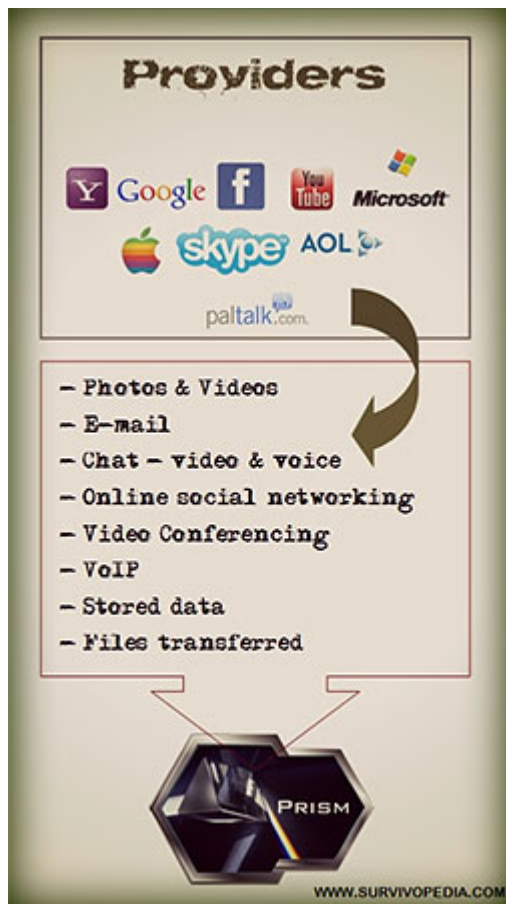 Providers
Y Google f You Tube Microsoft
skype AOL
paltalk.com.
– Photos & Videos
– E-mail
– Chat – video & voice
– Online social networking
– Video Conferencing
– VoIP
– Stored data
– Files transferred
PRISM
WWW.SURVIVOPEDIA.COM